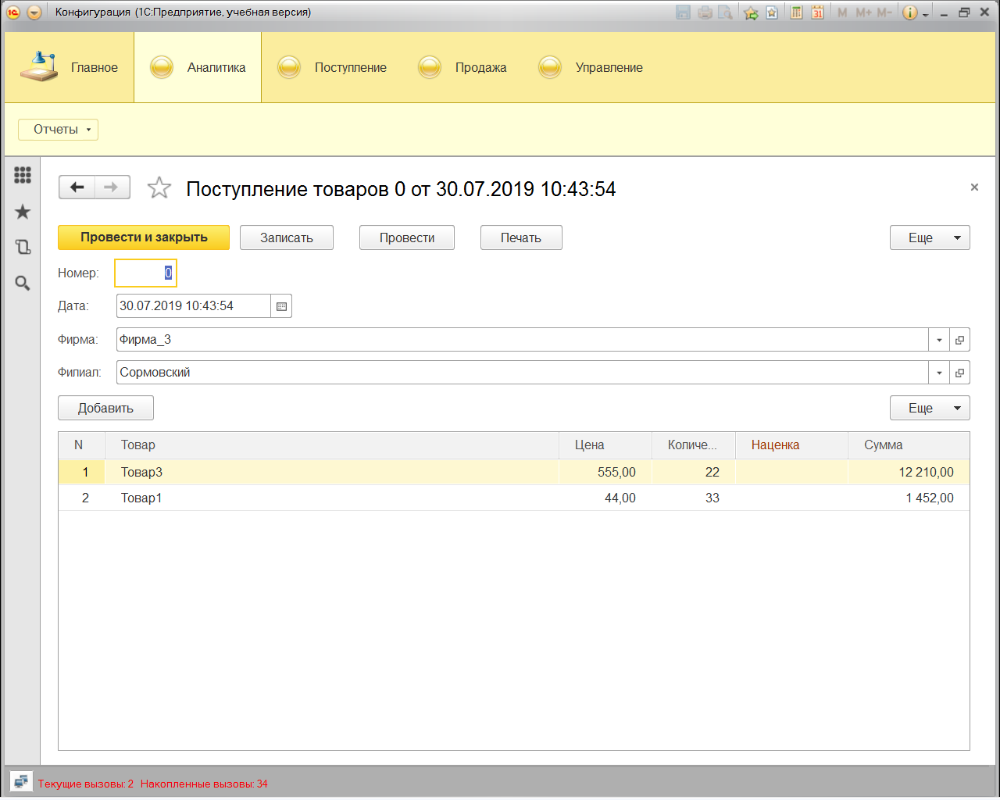 Конфигурация (1С:Предприятие, учебная версия)
M M+ M-
31
Главное Аналитика Поступление Продажа Управление
Отчеты
Поступление товаров 0 от 30.07.2019 10:43:54
Провести и закрыть Записать Провести Печать Еще
Номер: 0
Дата: 30.07.2019 10:43:54
Фирма: Фирма_3
Филиал: Сормовский
Добавить Еще
N Товар Цена Количе... Наценка Сумма
1 Товар3 555,00 22 12 210,00
2 Товар1 44,00 33 1 452,00
Текущие вызовы: 2 Накопленные вызовы: 34